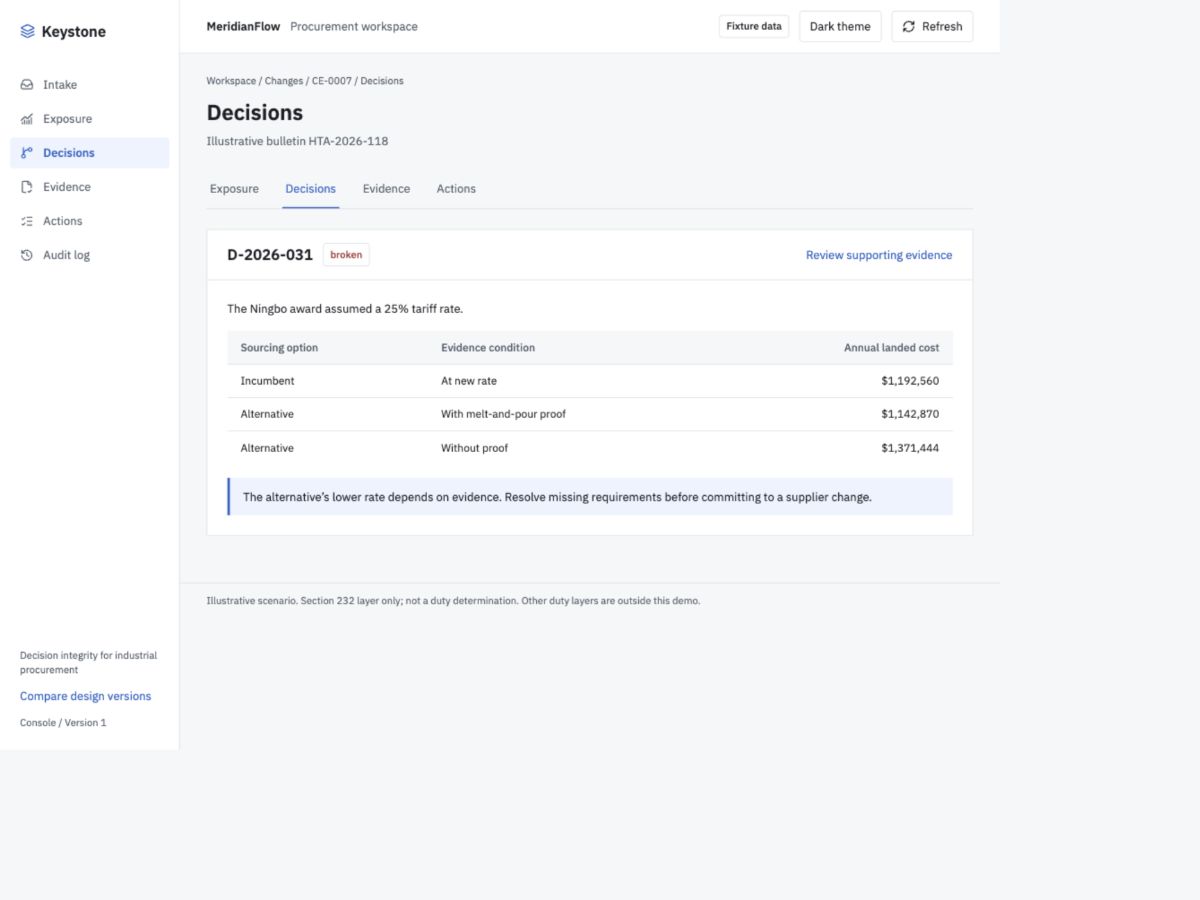 Keystone
Intake
Exposure
Decisions
Evidence
Actions
Audit log
Decision integrity for industrial
procurement
Compare design versions
Console / Version 1
MeridianFlow Procurement workspace
Fixture data
Dark theme
Refresh
Workspace / Changes / CE-0007 / Decisions
Decisions
Illustrative bulletin HTA-2026-118
Exposure Decisions Evidence Actions
D-2026-031 broken Review supporting evidence
The Ningbo award assumed a 25% tariff rate.
Sourcing option Evidence condition Annual landed cost
Incumbent At new rate $1,192,560
Alternative With melt-and-pour proof $1,142,870
Alternative Without proof $1,371,444
The alternative’s lower rate depends on evidence. Resolve missing requirements before committing to a supplier change.
Illustrative scenario. Section 232 layer only; not a duty determination. Other duty layers are outside this demo.